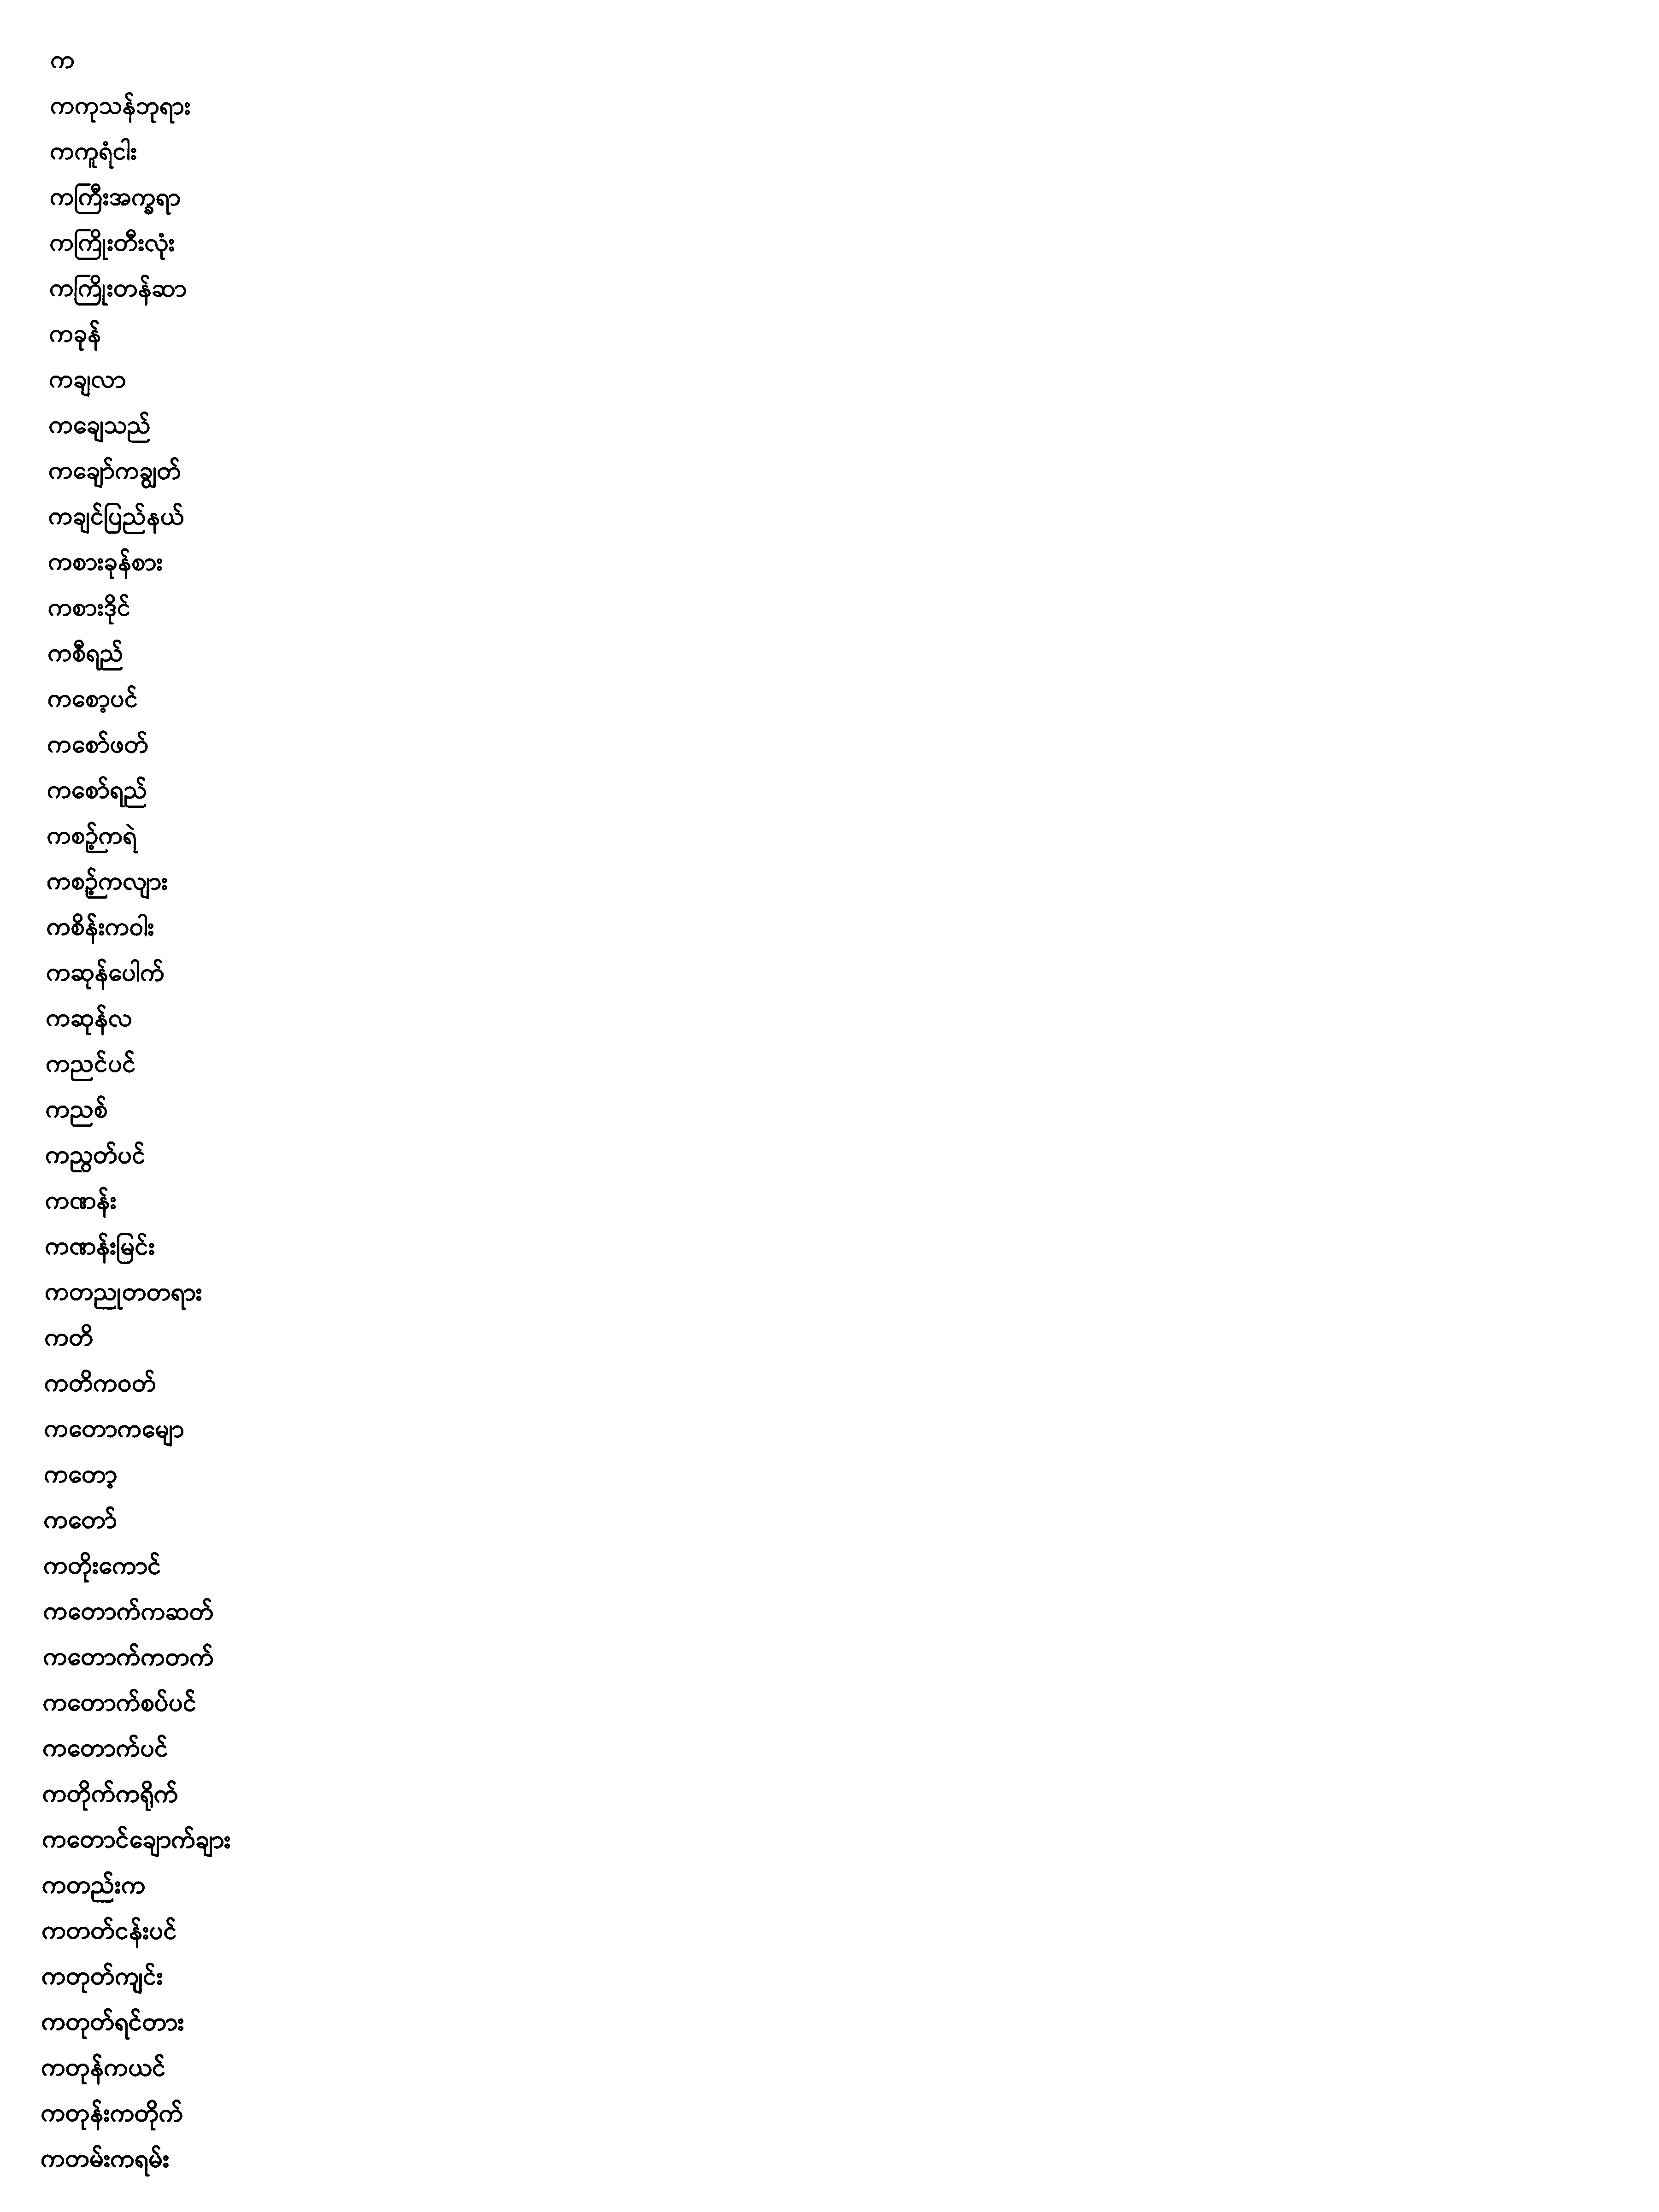 က
ကကုသန်ဘုရား
ကကူရံငါး
ကကြီးအက္ခရာ
ကကြိုးတီးလုံး
ကကြိုးတန်ဆာ
ကခုန်
ကချလာ
ကချေသည်
ကချော်ကချွတ်
ကချင်ပြည်နယ်
ကစားခုန်စား
ကစားဒိုင်
ကစီရည်
ကစော့ပင်
ကစော်ဖတ်
ကစော်ရည်
ကစဉ့်ကရဲ
ကစဉ့်ကလျား
ကစိန်းကဝါး
ကဆုန်ပေါက်
ကဆုန်လ
ကညင်ပင်
ကညစ်
ကညွတ်ပင်
ကဏန်း
ကဏန်းမြင်း
ကတညုတတရား
ကတိ
ကတိကဝတ်
ကတောကမျော
ကတော့
ကတော်
ကတိုးကောင်
ကတောက်ကဆတ်
ကတောက်ကတက်
ကတောက်စပ်ပင်
ကတောက်ပင်
ကတိုက်ကရိုက်
ကတောင်ချောက်ချား
ကတည်းက
ကတတ်ငန်းပင်
ကတုတ်ကျင်း
ကတုတ်ရင်တား
ကတုန်ကယင်
ကတုန်းကတိုက်
ကတမ်းကရမ်း